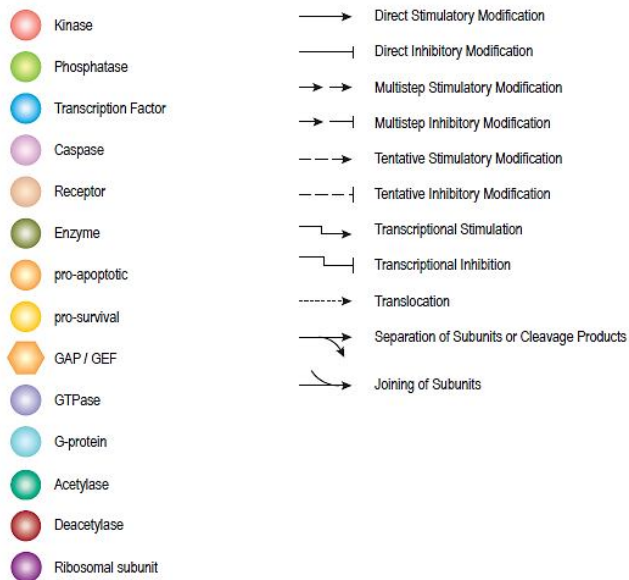 Kinase
Phosphatase
Transcription Factor
Caspase
Receptor
Enzyme
pro-apoptotic
pro-survival
GAP / GEF
GTPase
G-protein
Acetylase
Deacetylase
Ribosomal subunit
Direct Stimulatory Modification
Direct Inhibitory Modification
Multistep Stimulatory Modification
Multistep Inhibitory Modification
Tentative Stimulatory Modification
Tentative Inhibitory Modification
Transcriptional Stimulation
Transcriptional Inhibition
Translocation
Separation of Subunits or Cleavage Products
Joining of Subunits